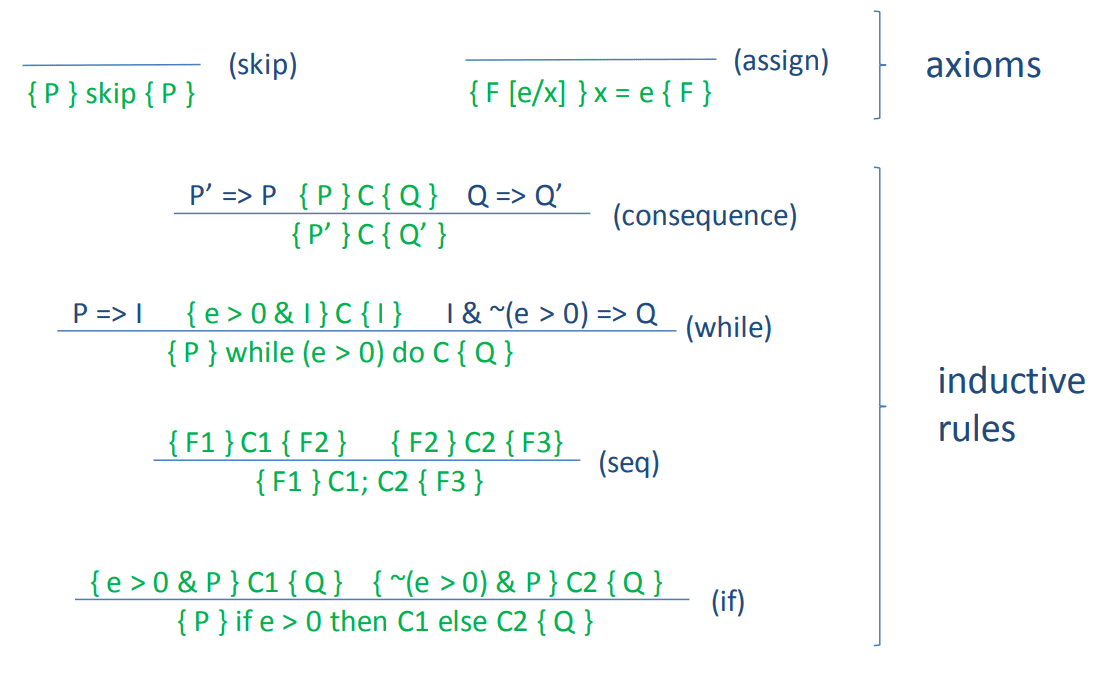 (skip)
{ P } skip { P }
(assign)
{ F [e/x] } x = e { F }
axioms
P’ => P { P } C { Q } Q => Q’
(consequence)
{ P’ } C { Q’ }
P => I { e > 0 & I } C { I } I & ~(e > 0) => Q
(while)
{ P } while (e > 0) do C { Q }
{ F1 } C1 { F2 } { F2 } C2 { F3}
(seq)
{ F1 } C1; C2 { F3 }
{ e > 0 & P } C1 { Q } { ~(e > 0) & P } C2 { Q }
(if)
{ P } if e > 0 then C1 else C2 { Q }
inductive
rules